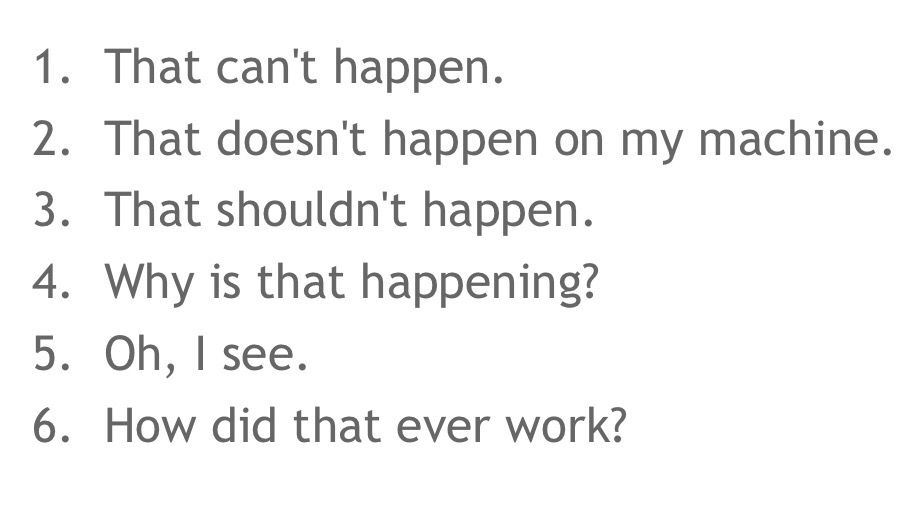 1. That can't happen.
2. That doesn't happen on my machine.
3. That shouldn't happen.
4. Why is that happening?
5. Oh, I see.
6. How did that ever work?